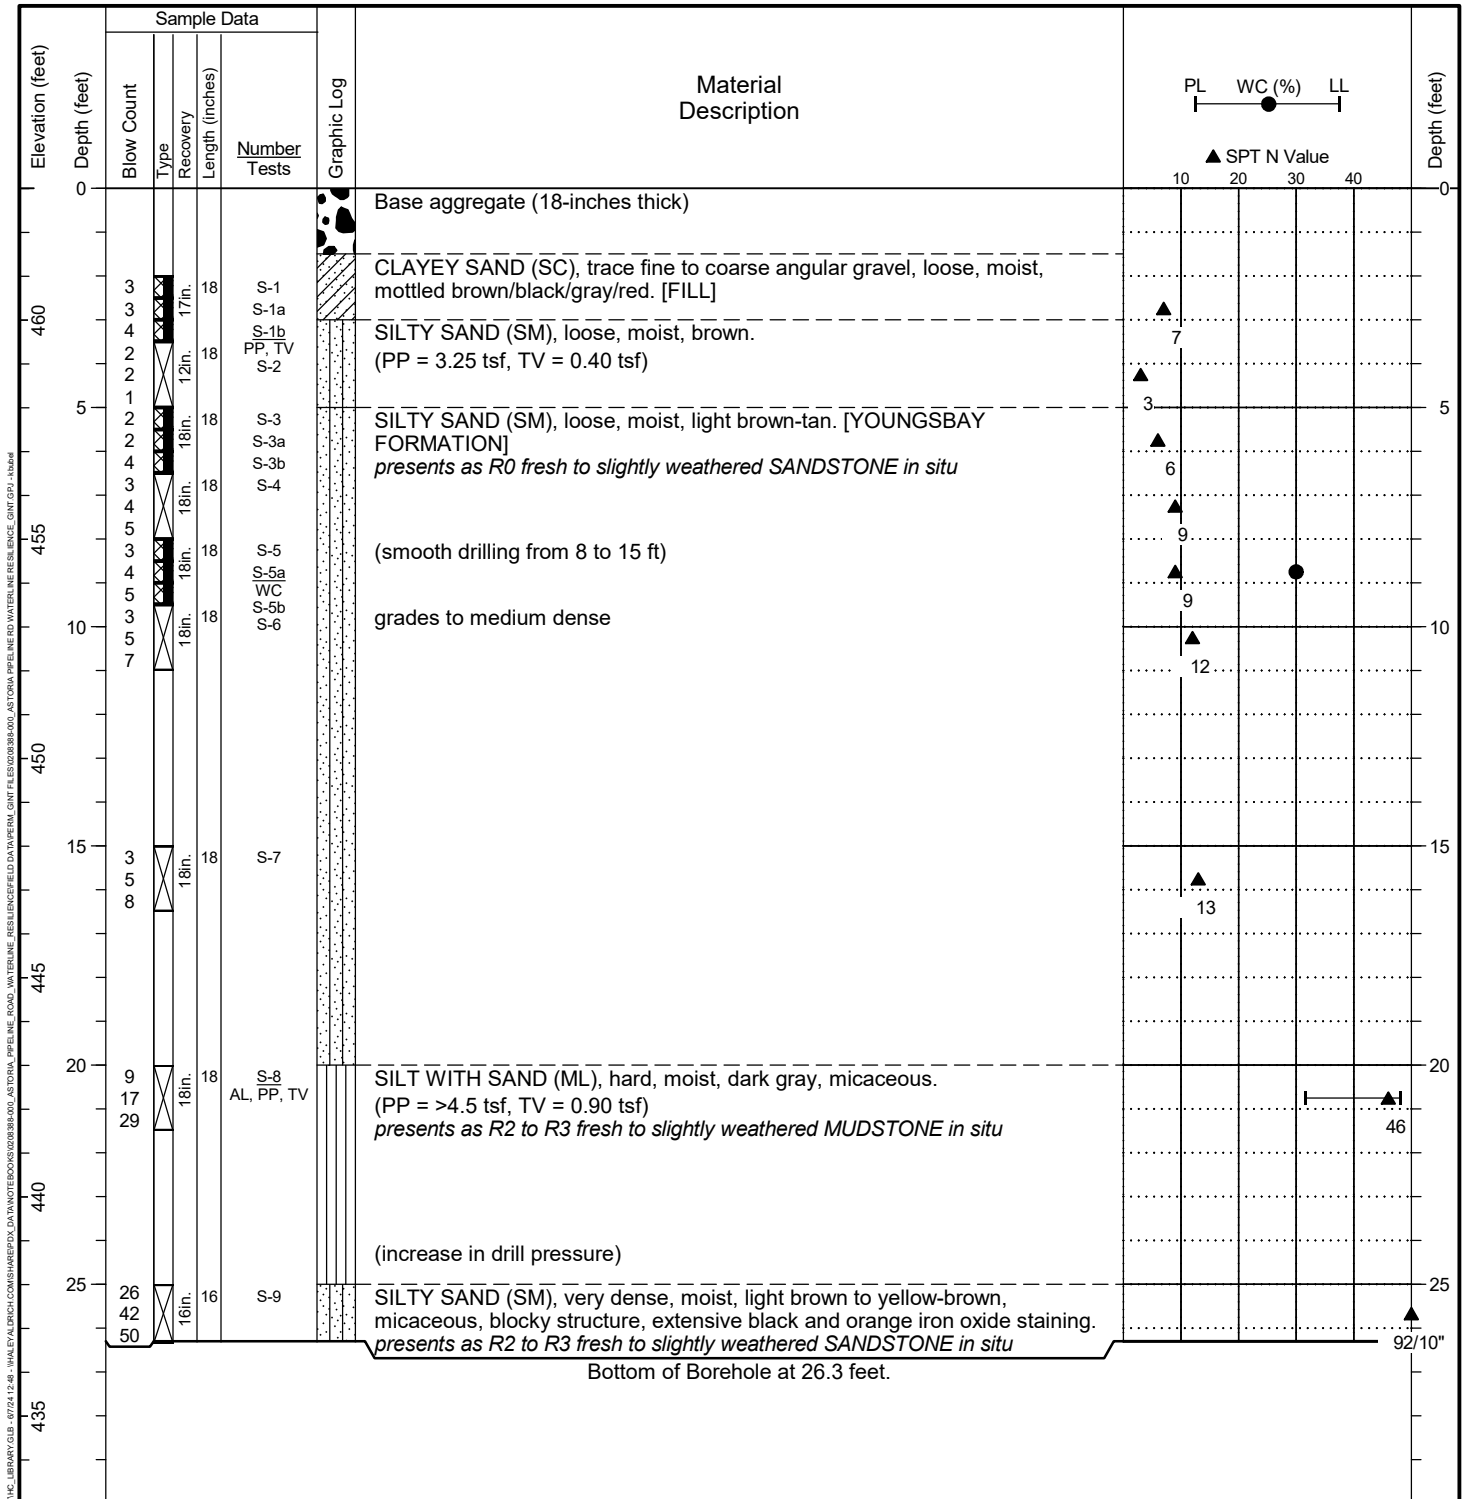 Sample Data
Elevation (feet)
Depth (feet)
Blow Count
Type
Recovery
Length (inches)
Number
Tests
Graphic Log
Material
Description
PL WC (%) LL
SPT N Value
10 20 30 40
Depth (feet)
0 Base aggregate (18-inches thick) 0
CLAYEY SAND (SC), trace fine to coarse angular gravel, loose, moist,
mottled brown/black/gray/red. [FILL]
3 17in. 18 S-1
3 S-1a
4 S-1b
PP, TV
7
460
SILTY SAND (SM), loose, moist, brown.
(PP = 3.25 tsf, TV = 0.40 tsf)
2 12in. 18 S-2
2
1
3
5 5
SILTY SAND (SM), loose, moist, light brown-tan. [YOUNGSBAY
FORMATION]
presents as R0 fresh to slightly weathered SANDSTONE in situ
2 18in. 18 S-3
2 S-3a
4 S-3b
6
3 18in. 18 S-4
4
5
9
455
(smooth drilling from 8 to 15 ft)
3 18in. 18 S-5
4 S-5a
WC
5 S-5b
9
grades to medium dense
3 18in. 18 S-6
5
7
10 10
12
450
15 15
3 18in. 18 S-7
5
8
13
445
20 20
SILT WITH SAND (ML), hard, moist, dark gray, micaceous.
(PP = >4.5 tsf, TV = 0.90 tsf)
presents as R2 to R3 fresh to slightly weathered MUDSTONE in situ
9 18in. 18 S-8
17 AL, PP, TV
29
46
440
(increase in drill pressure)
25 25
SILTY SAND (SM), very dense, moist, light brown to yellow-brown,
micaceous, blocky structure, extensive black and orange iron oxide staining.
presents as R2 to R3 fresh to slightly weathered SANDSTONE in situ
26 16in. 16 S-9
42
50
92/10"
Bottom of Borehole at 26.3 feet.
435